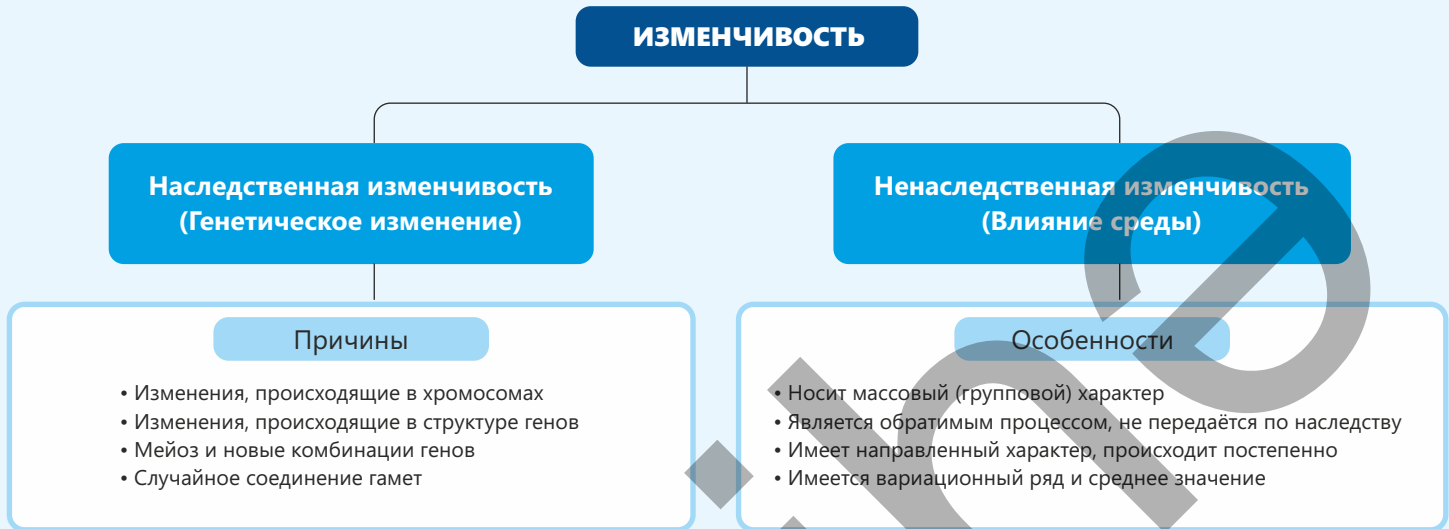 ИЗМЕНЧИВОСТЬ
Наследственная изменчивость
(Генетическое изменение)
Ненаследственная изменчивость
(Влияние среды)
Причины
• Изменения, происходящие в хромосомах
• Изменения, происходящие в структуре генов
• Мейоз и новые комбинации генов
• Случайное соединение гамет
Особенности
• Носит массовый (групповой) характер
• Является обратимым процессом, не передаётся по наследству
• Имеет направленный характер, происходит постепенно
• Имеется вариационный ряд и среднее значение